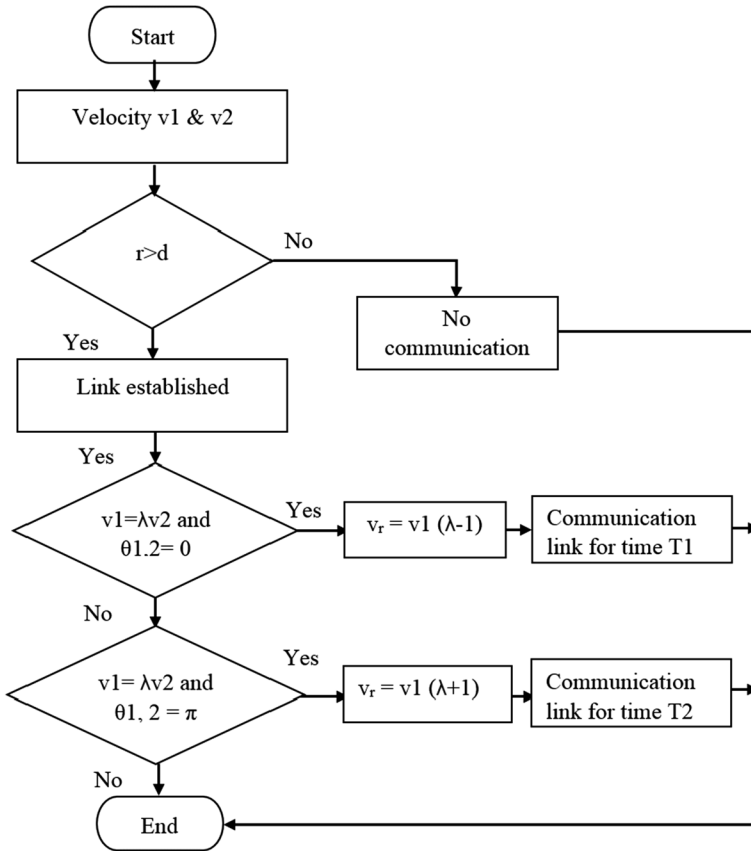 Start
Velocity v1 & v2
r>d
No
No
communication
Yes
Link established
Yes
v1=λv2 and
θ1.2= 0
Yes
vᵣ = v1 (λ-1)
Communication
link for time T1
No
v1= λv2 and
θ1, 2 = π
Yes
vᵣ = v1 (λ+1)
Communication
link for time T2
No
End